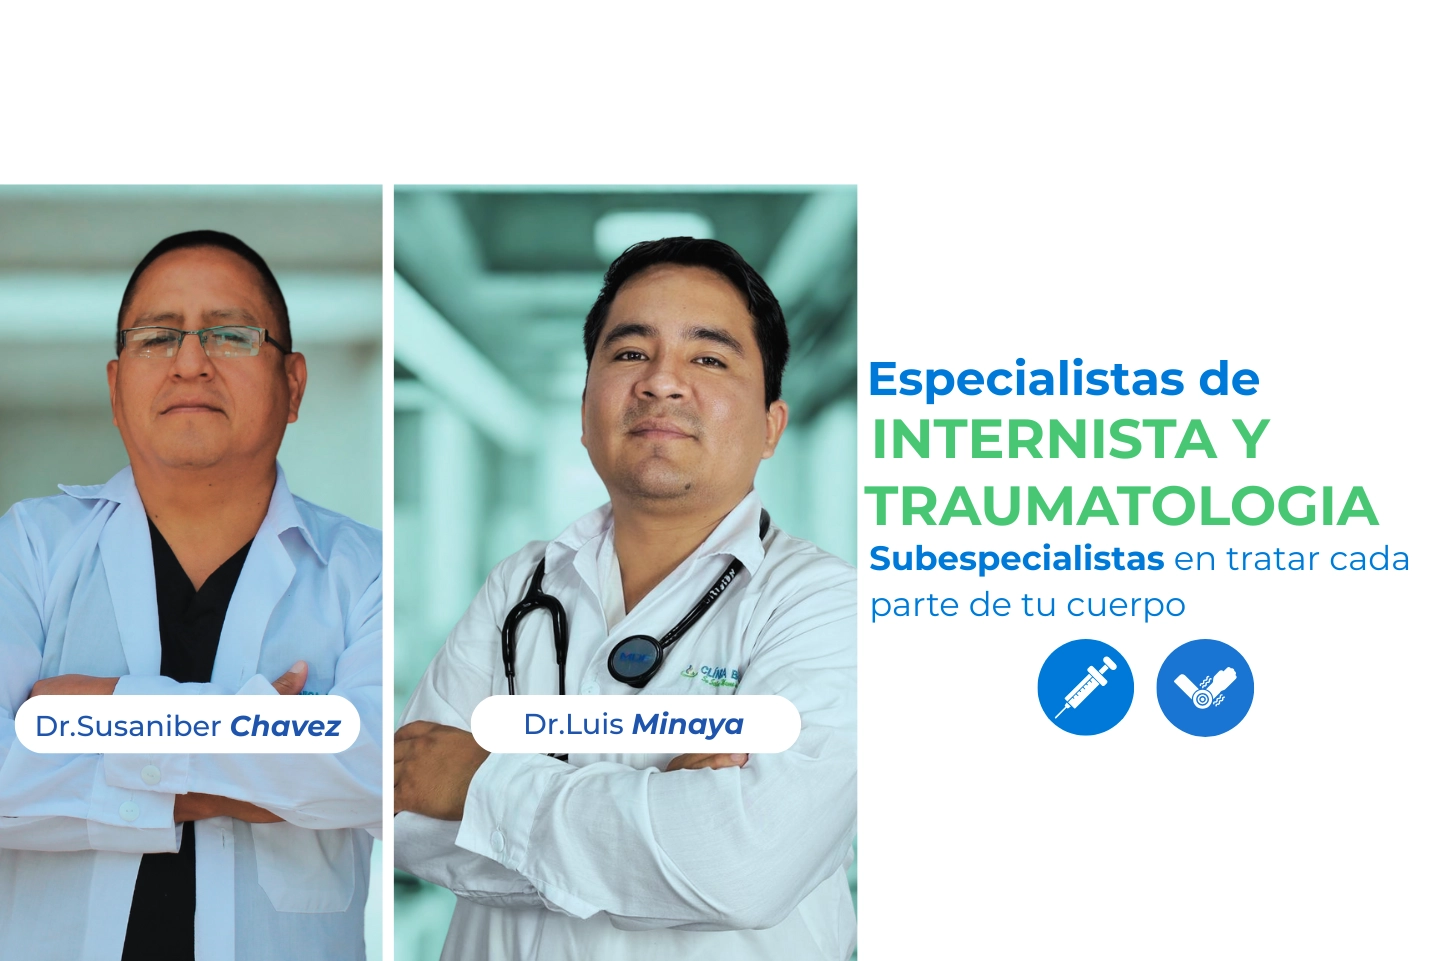 Especialistas de
INTERNISTA Y
TRAUMATOLOGIA
Subespecialistas en tratar cada
parte de tu cuerpo
Dr.Susaniber Chavez
Dr.Luis Minaya